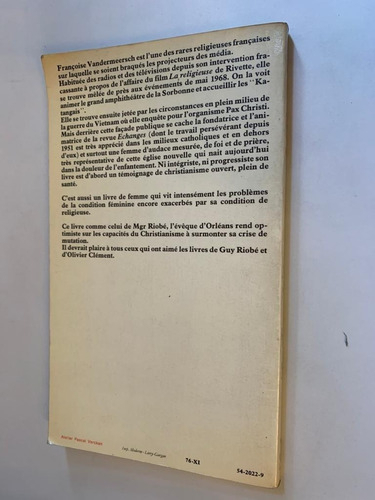 Françoise Vandermeersch est l'une des rares religieuses françaises
sur laquelle se soient braqués les projecteurs des média.
Habituée des radios et des télévisions depuis son intervention fra-
cassante à propos de l'affaire du film La religieuse de Rivette, elle
se trouve mêlée de près aux événements de mai 1968. On la voit
animer le grand amphithéâtre de la Sorbonne et accueillir les "Ka-
tangais".
Elle se trouve ensuite jetée par les circonstances en plein milieu de
la guerre du Vietnam où elle enquête pour l'organisme Pax Christi.
Mais derrière cette façade publique se cache la fondatrice et l'ani-
matrice de la revue Echanges (dont le travail persévérant depuis
1951 est très apprécié dans les milieux catholiques et en dehors
d'eux) et surtout une femme d'audace mesurée, de foi et de prière,
très représentative de cette église nouvelle qui naît aujourd'hui
dans la douleur de l'enfantement. Ni intégriste, ni progressiste son
livre est d'abord un témoignage de christianisme ouvert, plein de
santé.
C'est aussi un livre de femme qui vit intensément les problèmes
de la condition féminine encore exacerbés par sa condition de
religieuse.
Ce livre comme celui de Mgr Riobé, l'évêque d'Orléans rend op-
timiste sur les capacités du Christianisme à surmonter sa crise de
mutation.
Il devrait plaire à tous ceux qui ont aimé les livres de Guy Riobé et
d'Olivier Clément.
Atelier Pascal Vercken
Imp. Maboise Lussy-Gorgon
76-XI
54-2022-9